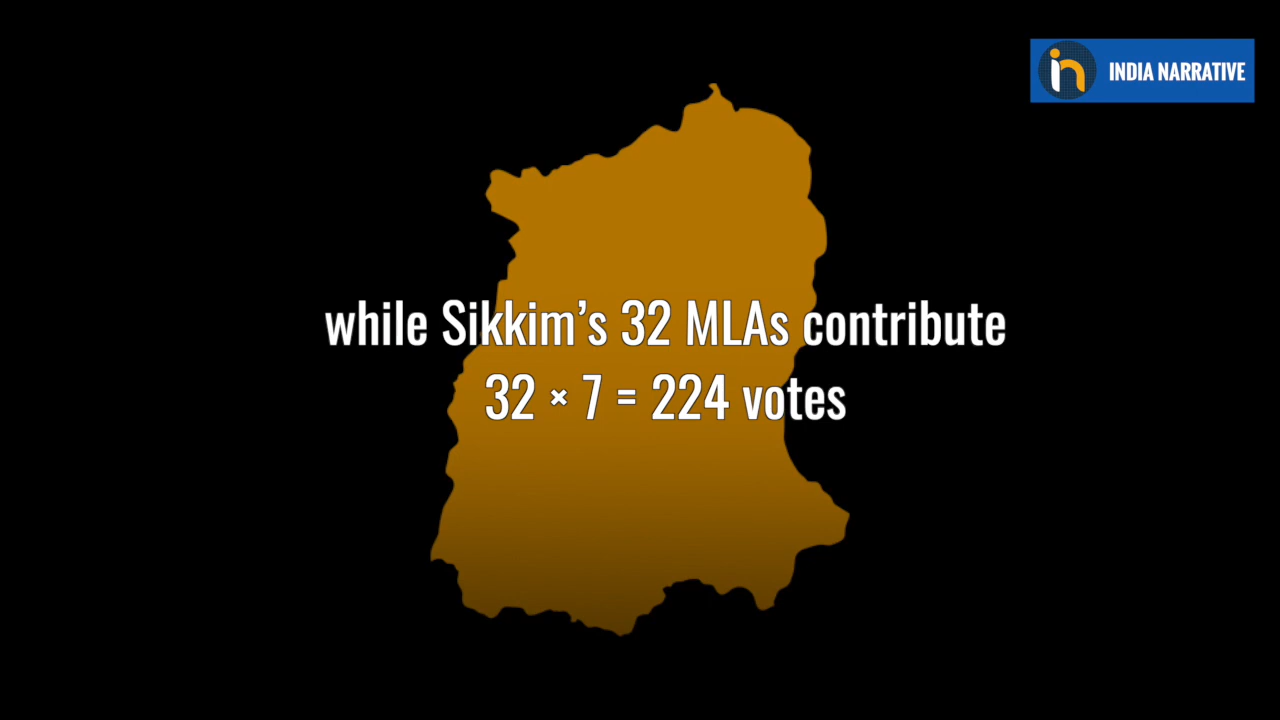 INDIA NARRATIVE
while Sikkim’s 32 MLAs contribute
32 × 7 = 224 votes